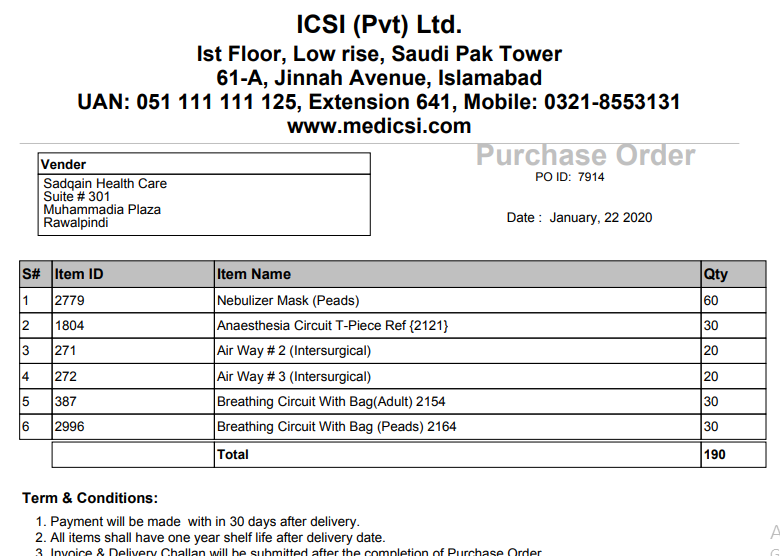 ICSI (Pvt) Ltd.
Ist Floor, Low rise, Saudi Pak Tower
61-A, Jinnah Avenue, Islamabad
UAN: 051 111 111 125, Extension 641, Mobile: 0321-8553131
www.medicsi.com
Purchase Order
PO ID: 7914
Date : January, 22 2020
Vender
Sadqain Health Care
Suite # 301
Muhammadia Plaza
Rawalpindi
S# Item ID Item Name Qty
1 2779 Nebulizer Mask (Peads) 60
2 1804 Anaesthesia Circuit T-Piece Ref {2121} 30
3 271 Air Way # 2 (Intersurgical) 20
4 272 Air Way # 3 (Intersurgical) 20
5 387 Breathing Circuit With Bag(Adult) 2154 30
6 2996 Breathing Circuit With Bag (Peads) 2164 30
Total 190
Term & Conditions:
1. Payment will be made with in 30 days after delivery.
2. All items shall have one year shelf life after delivery date.
3. Invoice & Delivery Challan will be submitted after the completion of Purchase Order